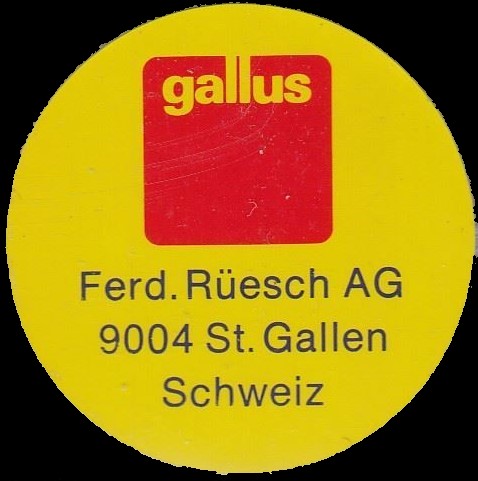 gallus
Ferd. Rüesch AG
9004 St. Gallen
Schweiz